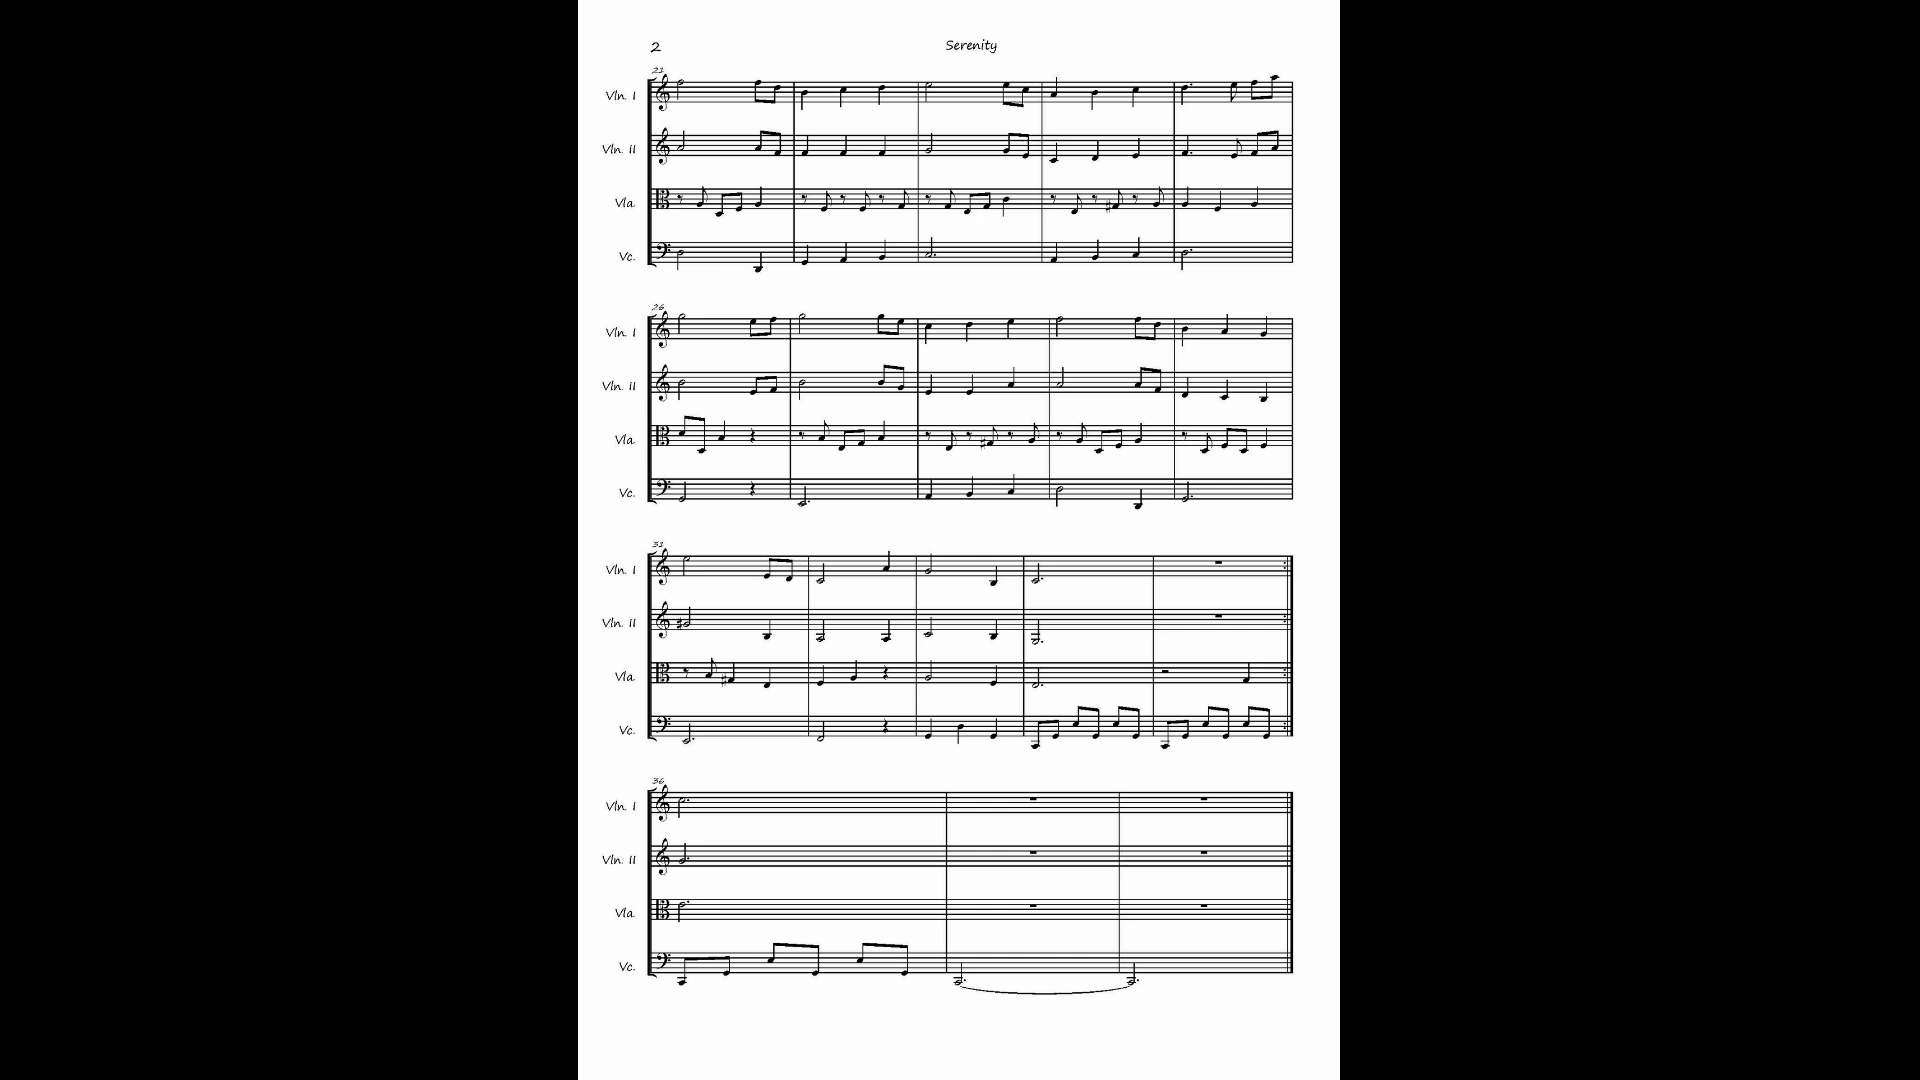 2
Serenity
21
Vln. I
Vln. II
Vla.
Vc.
26
Vln. I
Vln. II
Vla.
Vc.
31
Vln. I
Vln. II
Vla.
Vc.
36
Vln. I
Vln. II
Vla.
Vc.